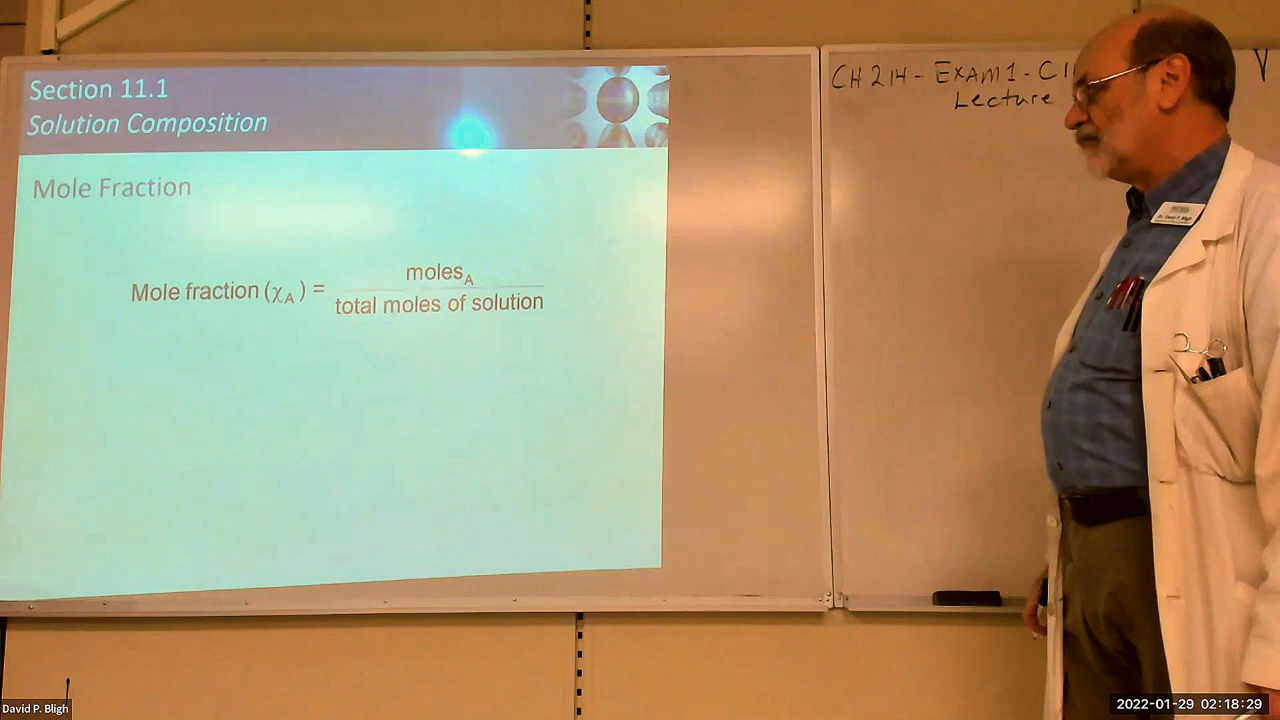 Section 11.1
Solution Composition
Mole Fraction
Mole fraction (χA) = molesA
total moles of solution
CH 214 - EXAM 1 - C
Lecture
David P. Bligh
2022-01-29 02:18:29